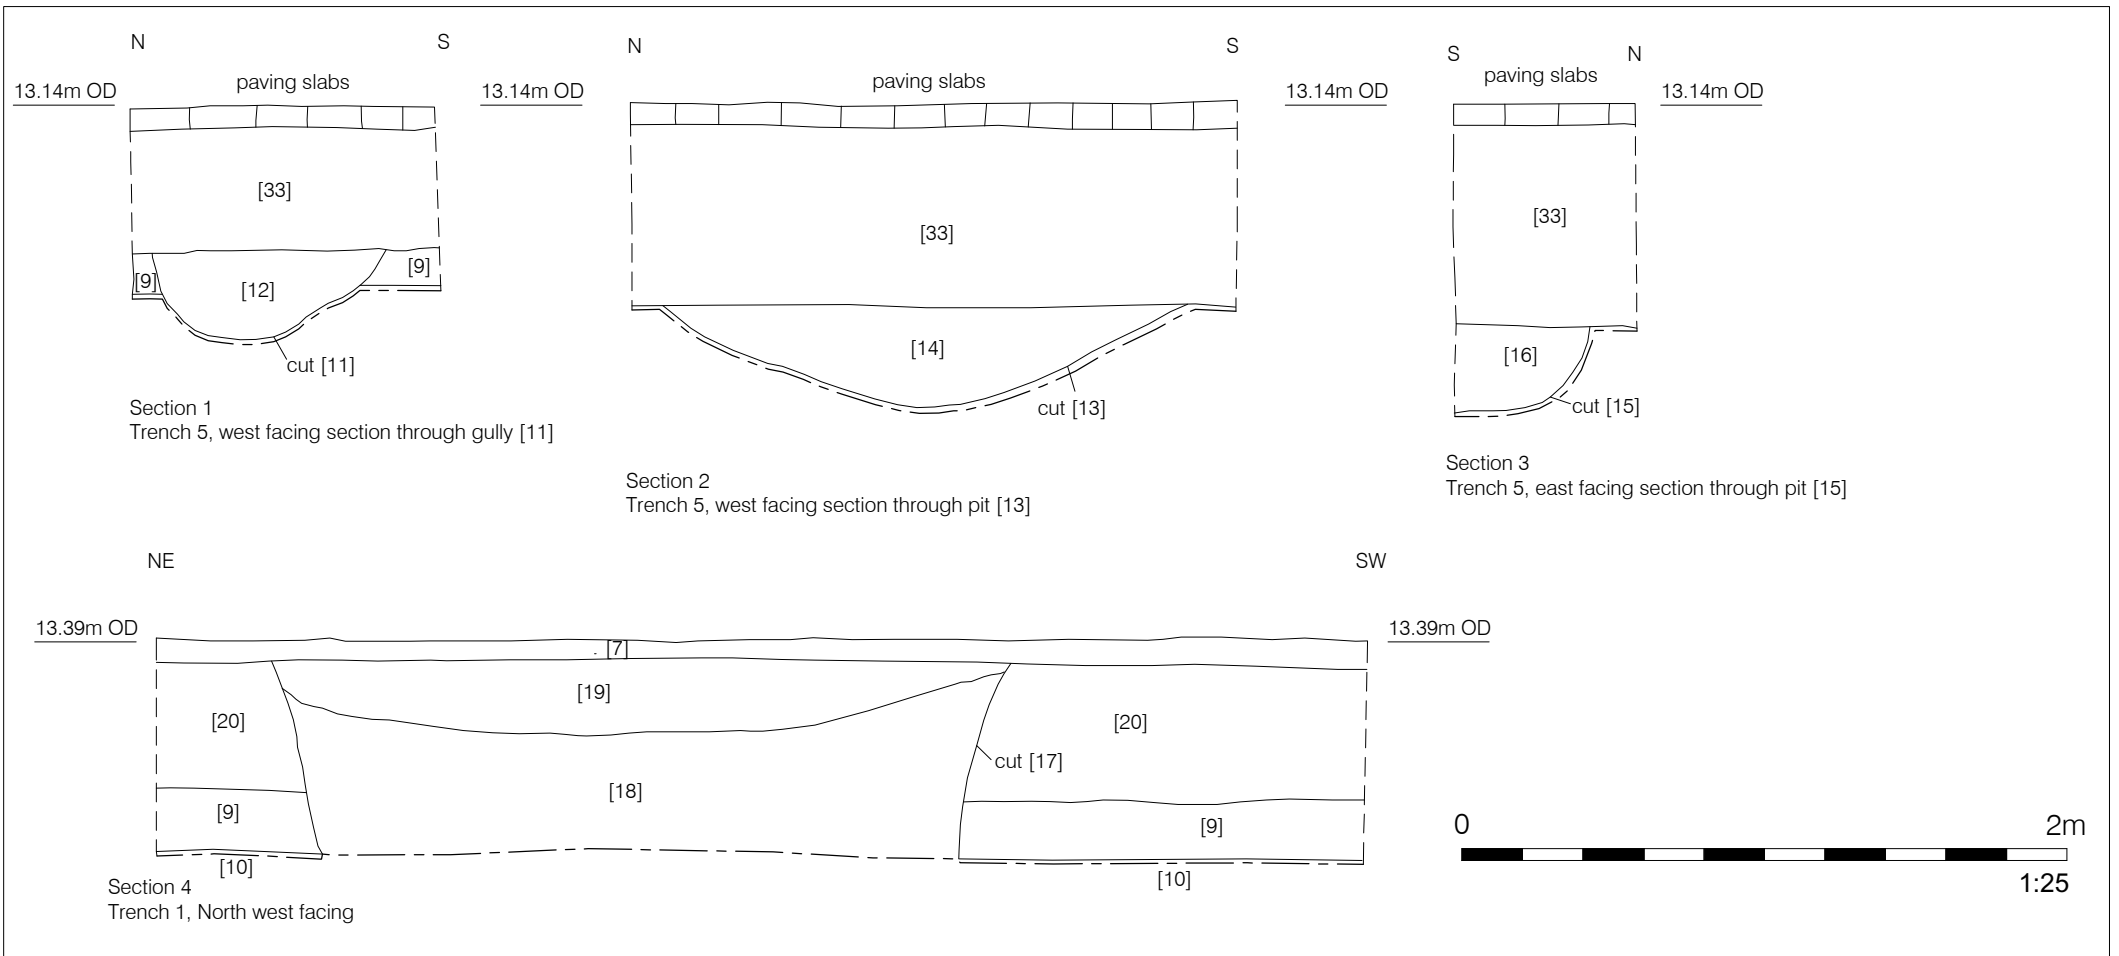 N S
paving slabs
13.14m OD
[33]
[9] [12] [9]
cut [11]
Section 1
Trench 5, west facing section through gully [11]
N S
paving slabs
13.14m OD
13.14m OD
[33]
[14]
cut [13]
Section 2
Trench 5, west facing section through pit [13]
S N
paving slabs
13.14m OD
[33]
[16]
cut [15]
Section 3
Trench 5, east facing section through pit [15]
NE SW
13.39m OD 13.39m OD
[7]
[19]
[20] [20]
cut [17]
[18]
[9] [9]
[10] [10]
Section 4
Trench 1, North west facing
0 2m
1:25